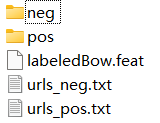 neg
pos
labeledBow.feat
urls_neg.txt
urls_pos.txt